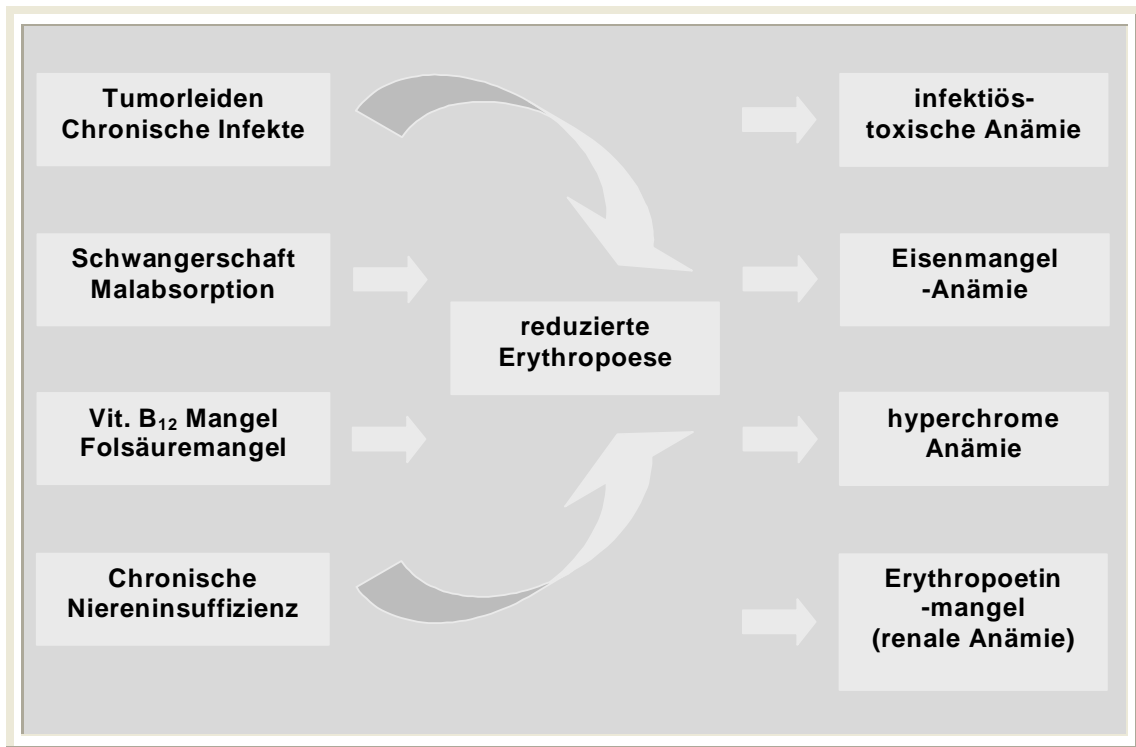 Tumorleiden
Chronische Infekte
infektiös-
toxische Anämie
Schwangerschaft
Malabsorption
Eisenmangel
-Anämie
reduzierte
Erythropoese
Vit. B₁₂ Mangel
Folsäuremangel
hyperchrome
Anämie
Chronische
Niereninsuffizienz
Erythropoetin
-mangel
(renale Anämie)